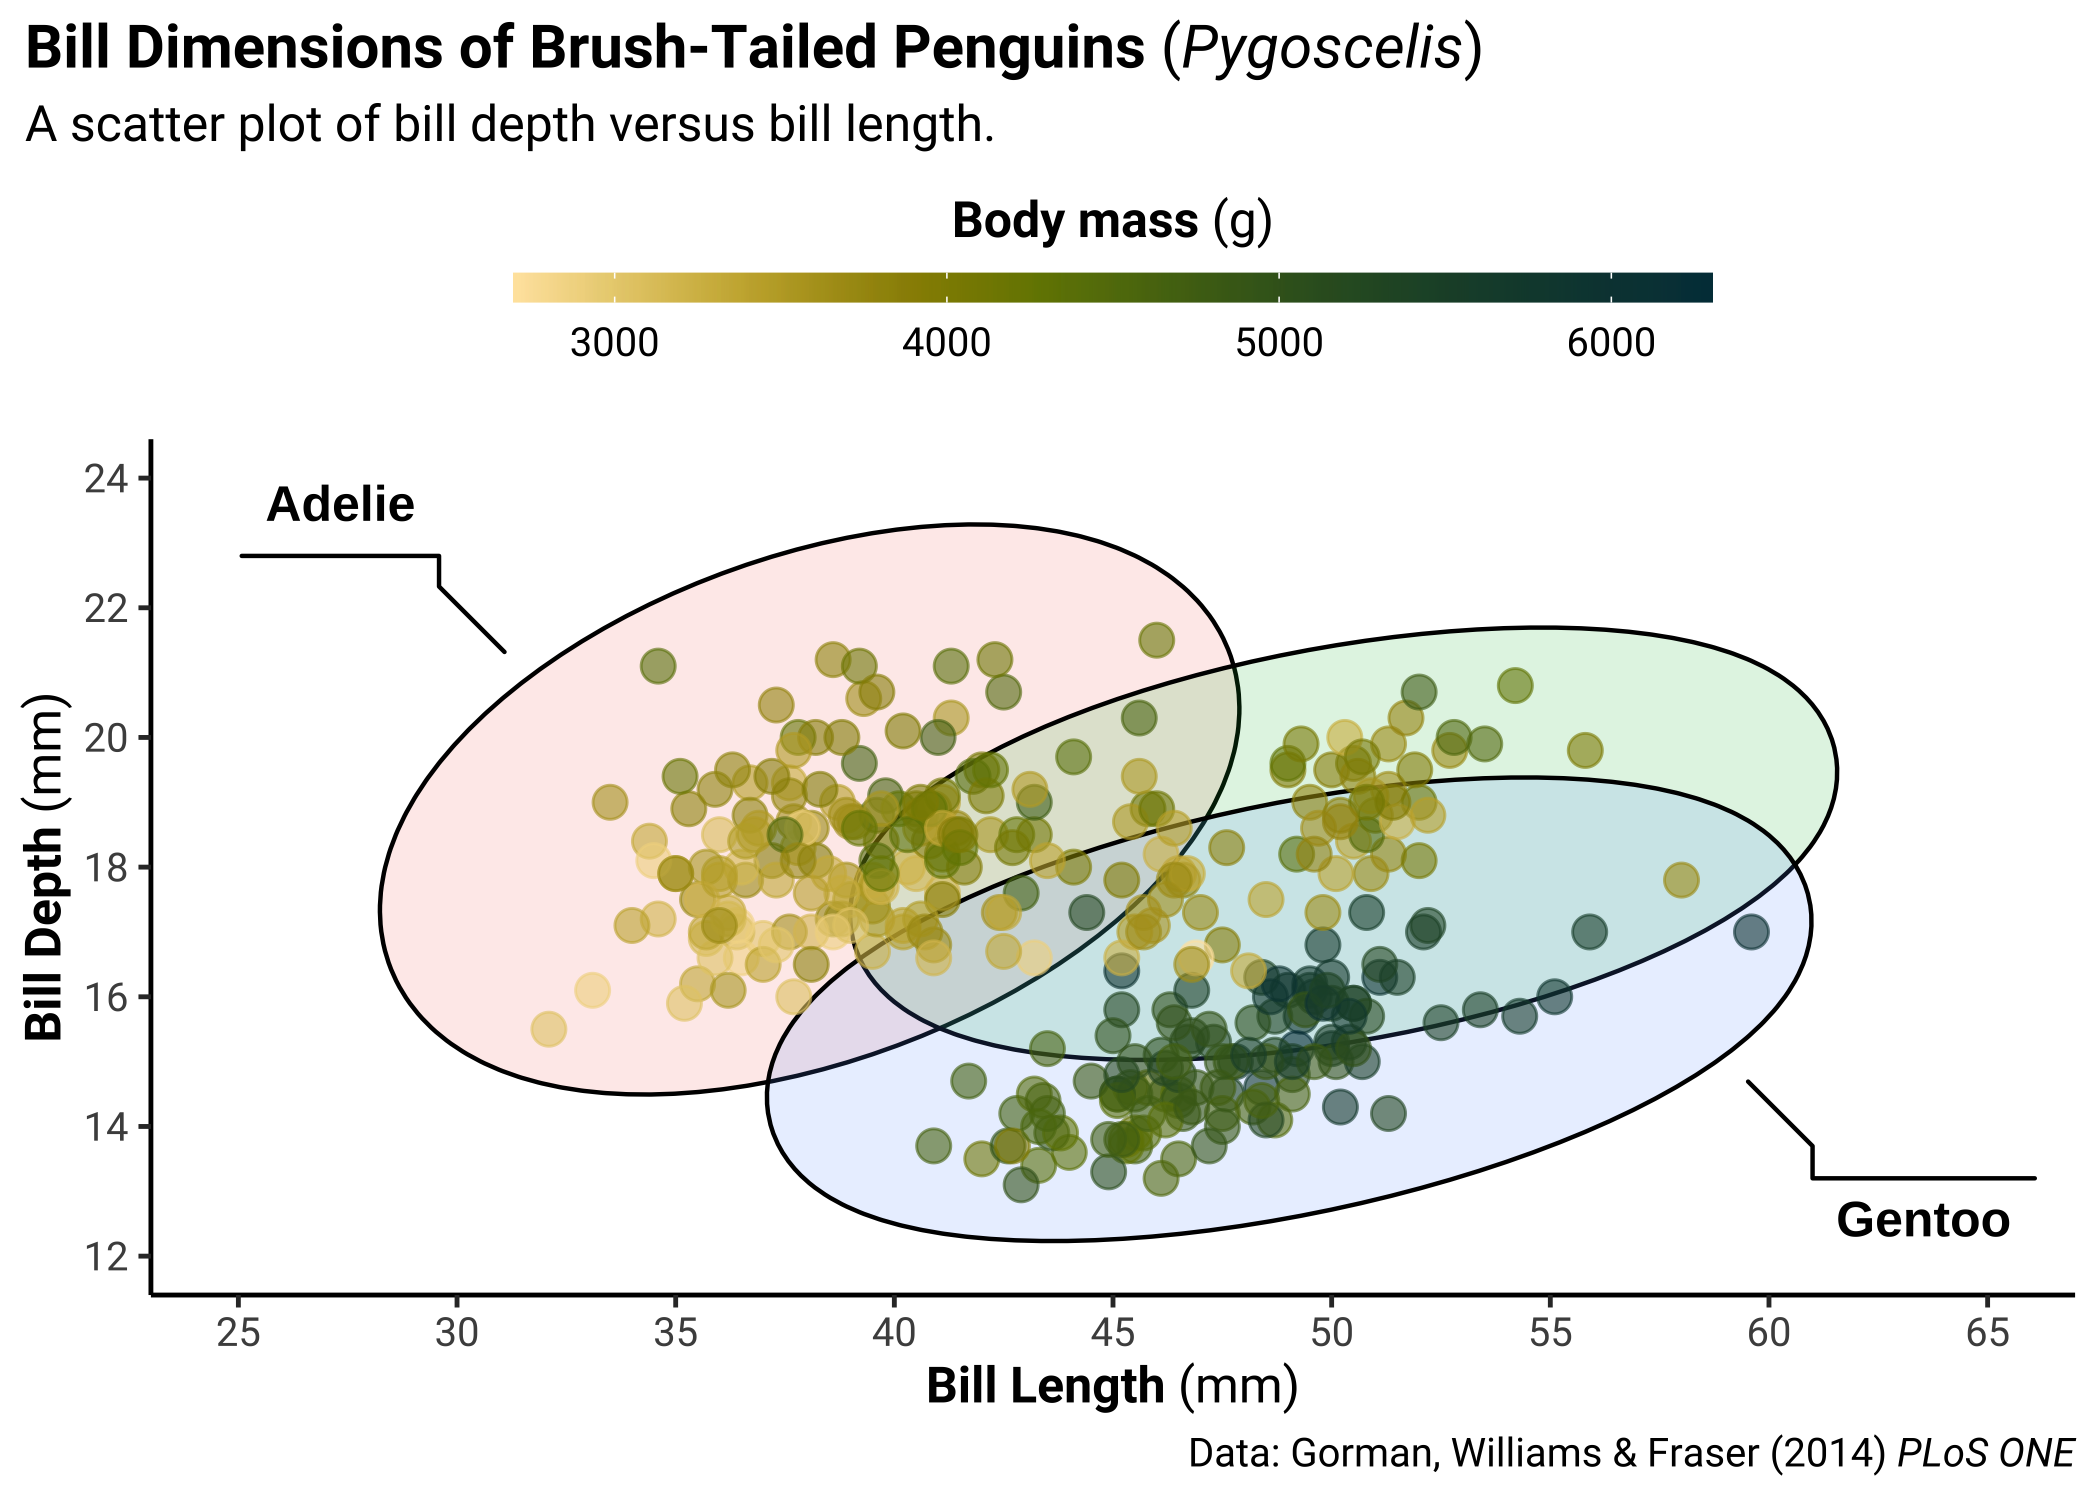 Bill Dimensions of Brush-Tailed Penguins (Pygoscelis)
A scatter plot of bill depth versus bill length.
Body mass (g)
3000 4000 5000 6000
24
22
20
18
16
14
12
Bill Depth (mm)
Adelie
Gentoo
25 30 35 40 45 50 55 60 65
Bill Length (mm)
Data: Gorman, Williams & Fraser (2014) PLoS ONE